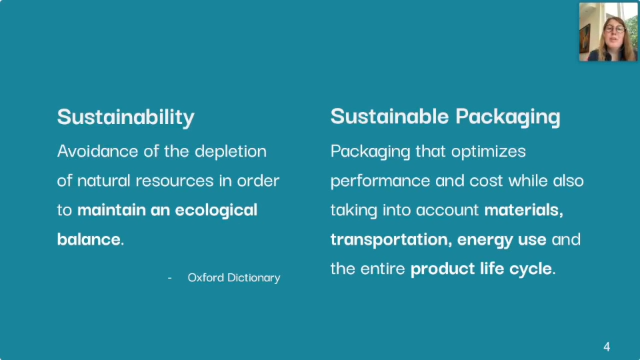 Sustainability
Avoidance of the depletion
of natural resources in order
to maintain an ecological
balance.
- Oxford Dictionary
Sustainable Packaging
Packaging that optimizes
performance and cost while also
taking into account materials,
transportation, energy use and
the entire product life cycle.
4